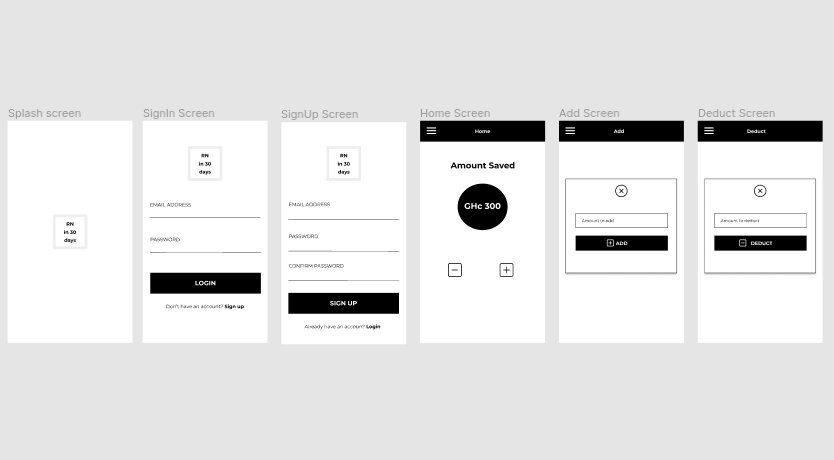 Splash screen
RN
in 30
days
SignIn Screen
RN
in 30
days
EMAIL ADDRESS
PASSWORD
LOGIN
Don't have an account? Sign up
SignUp Screen
RN
in 30
days
EMAIL ADDRESS
PASSWORD
CONFIRM PASSWORD
SIGN UP
Already have an account? Login
Home Screen
Home
Amount Saved
GHc 300
Add Screen
Add
Amount to add
ADD
Deduct Screen
Deduct
Amount to deduct
DEDUCT